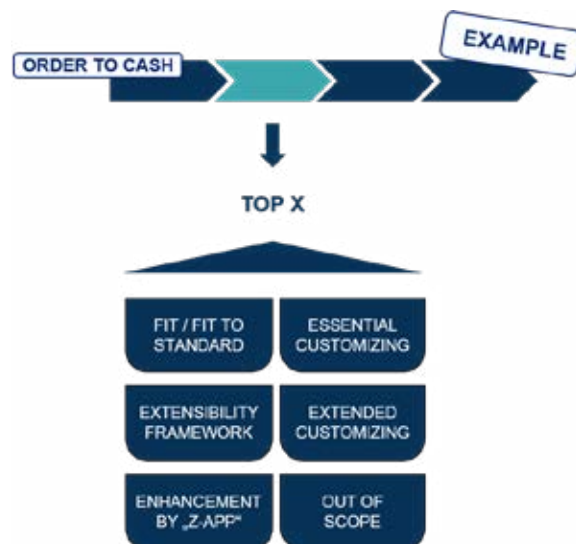 EXAMPLE
ORDER TO CASH
TOP X
FIT / FIT TO
STANDARD
ESSENTIAL
CUSTOMIZING
EXTENSIBILITY
FRAMEWORK
EXTENDED
CUSTOMIZING
ENHANCEMENT
BY „Z-APP“
OUT OF
SCOPE